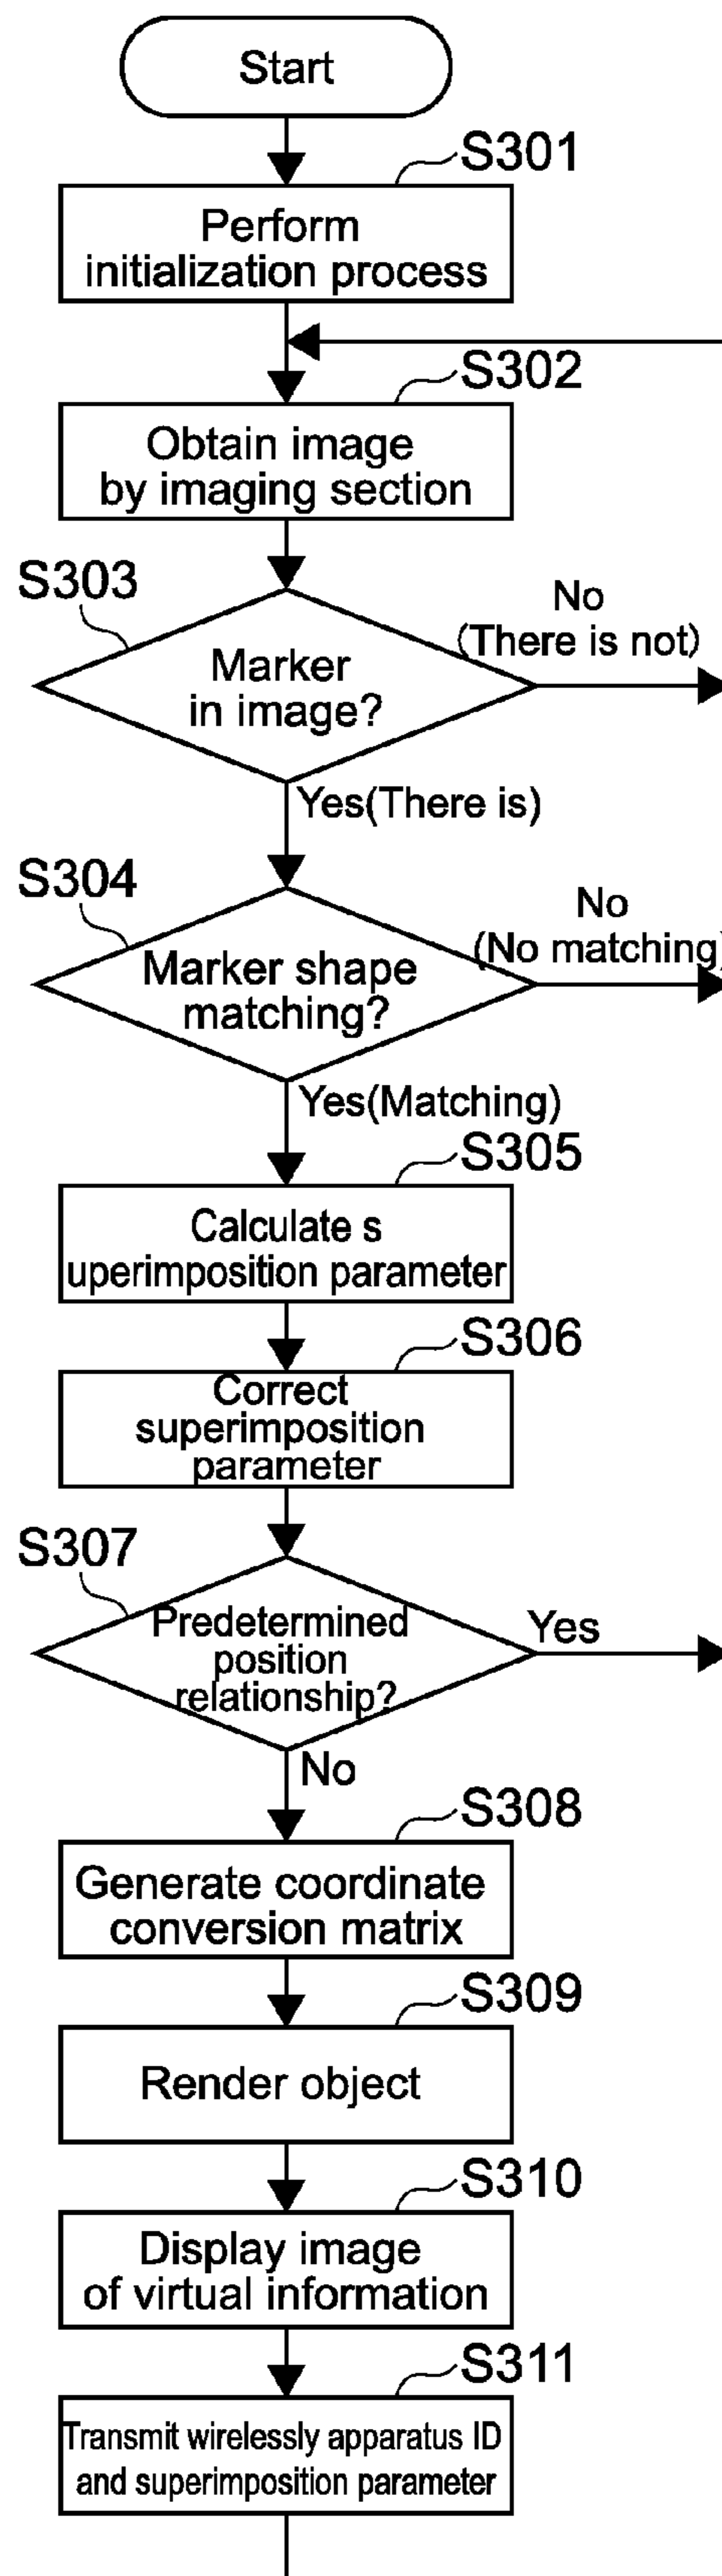 Start
S301
Perform
initialization process
S302
Obtain image
by imaging section
S303
No
(There is not)
Marker
in image?
Yes(There is)
S304
No
(No matching)
Marker shape
matching?
Yes(Matching)
S305
Calculate s
uperimposition parameter
S306
Correct
superimposition
parameter
S307
Predetermined
position
relationship?
Yes
No
S308
Generate coordinate
conversion matrix
S309
Render object
S310
Display image
of virtual information
S311
Transmit wirelessly apparatus ID
and superimposition parameter